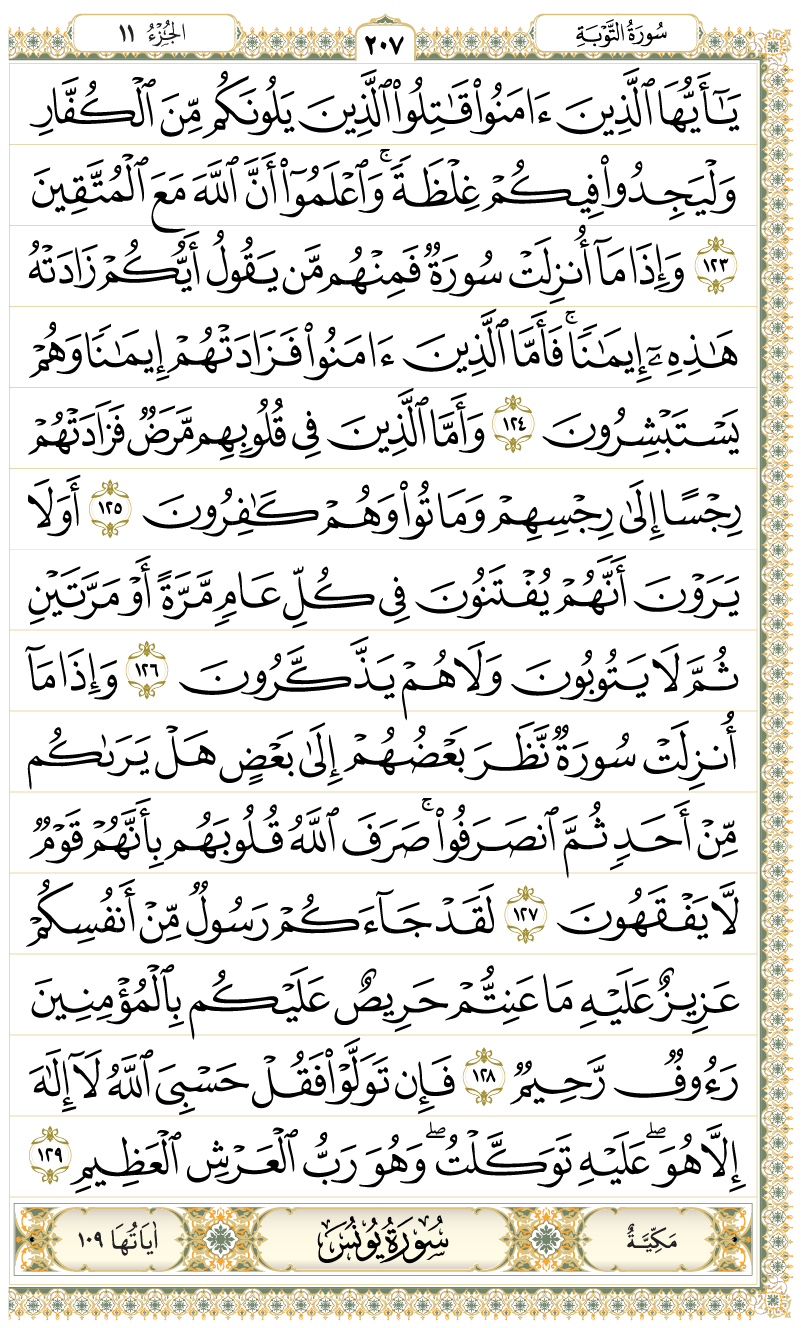 سُورَةُ التَّوْبَةِ
٢٠٧
الجُزْءُ ١١
يَٰٓأَيُّهَا ٱلَّذِينَ ءَامَنُوا۟ قَٰتِلُوا۟ ٱلَّذِينَ يَلُونَكُم مِّنَ ٱلْكُفَّارِ
وَلْيَجِدُوا۟ فِيكُمْ غِلْظَةً ۚ وَٱعْلَمُوٓا۟ أَنَّ ٱللَّهَ مَعَ ٱلْمُتَّقِينَ
١٢٣ وَإِذَا مَآ أُنزِلَتْ سُورَةٌ فَمِنْهُم مَّن يَقُولُ أَيُّكُمْ زَادَتْهُ
هَٰذِهِۦٓ إِيمَٰنًا ۚ فَأَمَّا ٱلَّذِينَ ءَامَنُوا۟ فَزَادَتْهُمْ إِيمَٰنًا وَهُمْ
يَسْتَبْشِرُونَ ١٢٤ وَأَمَّا ٱلَّذِينَ فِى قُلُوبِهِم مَّرَضٌ فَزَادَتْهُمْ
رِجْسًا إِلَىٰ رِجْسِهِمْ وَمَاتُوا۟ وَهُمْ كَٰفِرُونَ ١٢٥ أَوَلَا
يَرَوْنَ أَنَّهُمْ يُفْتَنُونَ فِى كُلِّ عَامٍ مَّرَّةً أَوْ مَرَّتَيْنِ
ثُمَّ لَا يَتُوبُونَ وَلَا هُمْ يَذَّكَّرُونَ ١٢٦ وَإِذَا مَآ
أُنزِلَتْ سُورَةٌ نَّظَرَ بَعْضُهُمْ إِلَىٰ بَعْضٍ هَلْ يَرَىٰكُم
مِّنْ أَحَدٍ ثُمَّ ٱنصَرَفُوا۟ ۚ صَرَفَ ٱللَّهُ قُلُوبَهُم بِأَنَّهُمْ قَوْمٌ
لَّا يَفْقَهُونَ ١٢٧ لَقَدْ جَآءَكُمْ رَسُولٌ مِّنْ أَنفُسِكُمْ
عَزِيزٌ عَلَيْهِ مَا عَنِتُّمْ حَرِيصٌ عَلَيْكُم بِٱلْمُؤْمِنِينَ
رَءُوفٌ رَّحِيمٌ ١٢٨ فَإِن تَوَلَّوْا۟ فَقُلْ حَسْبِىَ ٱللَّهُ لَآ إِلَٰهَ
إِلَّا هُوَ ۖ عَلَيْهِ تَوَكَّلْتُ ۖ وَهُوَ رَبُّ ٱلْعَرْشِ ٱلْعَظِيمِ ١٢٩
مَكِّيَّةٌ
سُورَةُ يُونُسَ
اٰيَاتُهَا ١٠٩